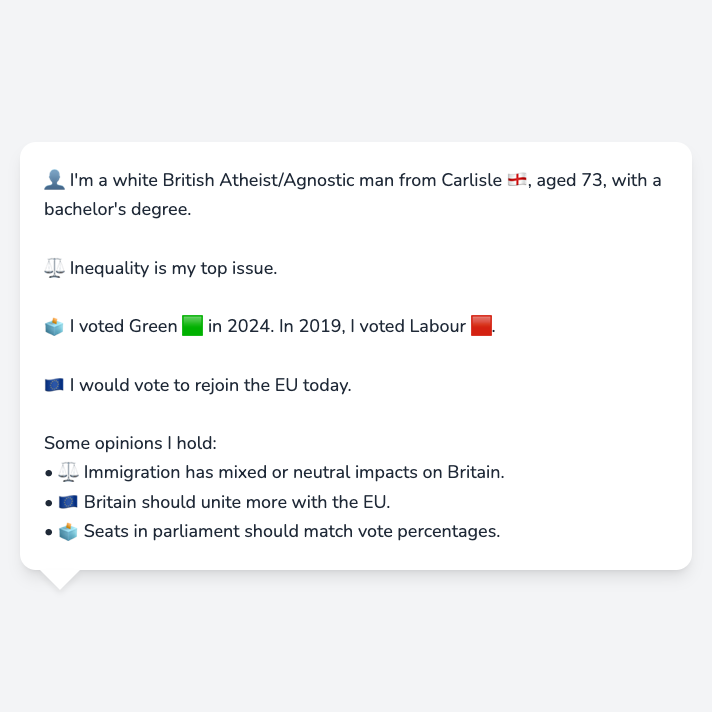 👤 I'm a white British Atheist/Agnostic man from Carlisle 🏴󠁧󠁢󠁥󠁮󠁧󠁿, aged 73, with a
bachelor's degree.
⚖️ Inequality is my top issue.
🗳️ I voted Green 🟩 in 2024. In 2019, I voted Labour 🟥.
🇪🇺 I would vote to rejoin the EU today.
Some opinions I hold:
• ⚖️ Immigration has mixed or neutral impacts on Britain.
• 🇪🇺 Britain should unite more with the EU.
• 🗳️ Seats in parliament should match vote percentages.